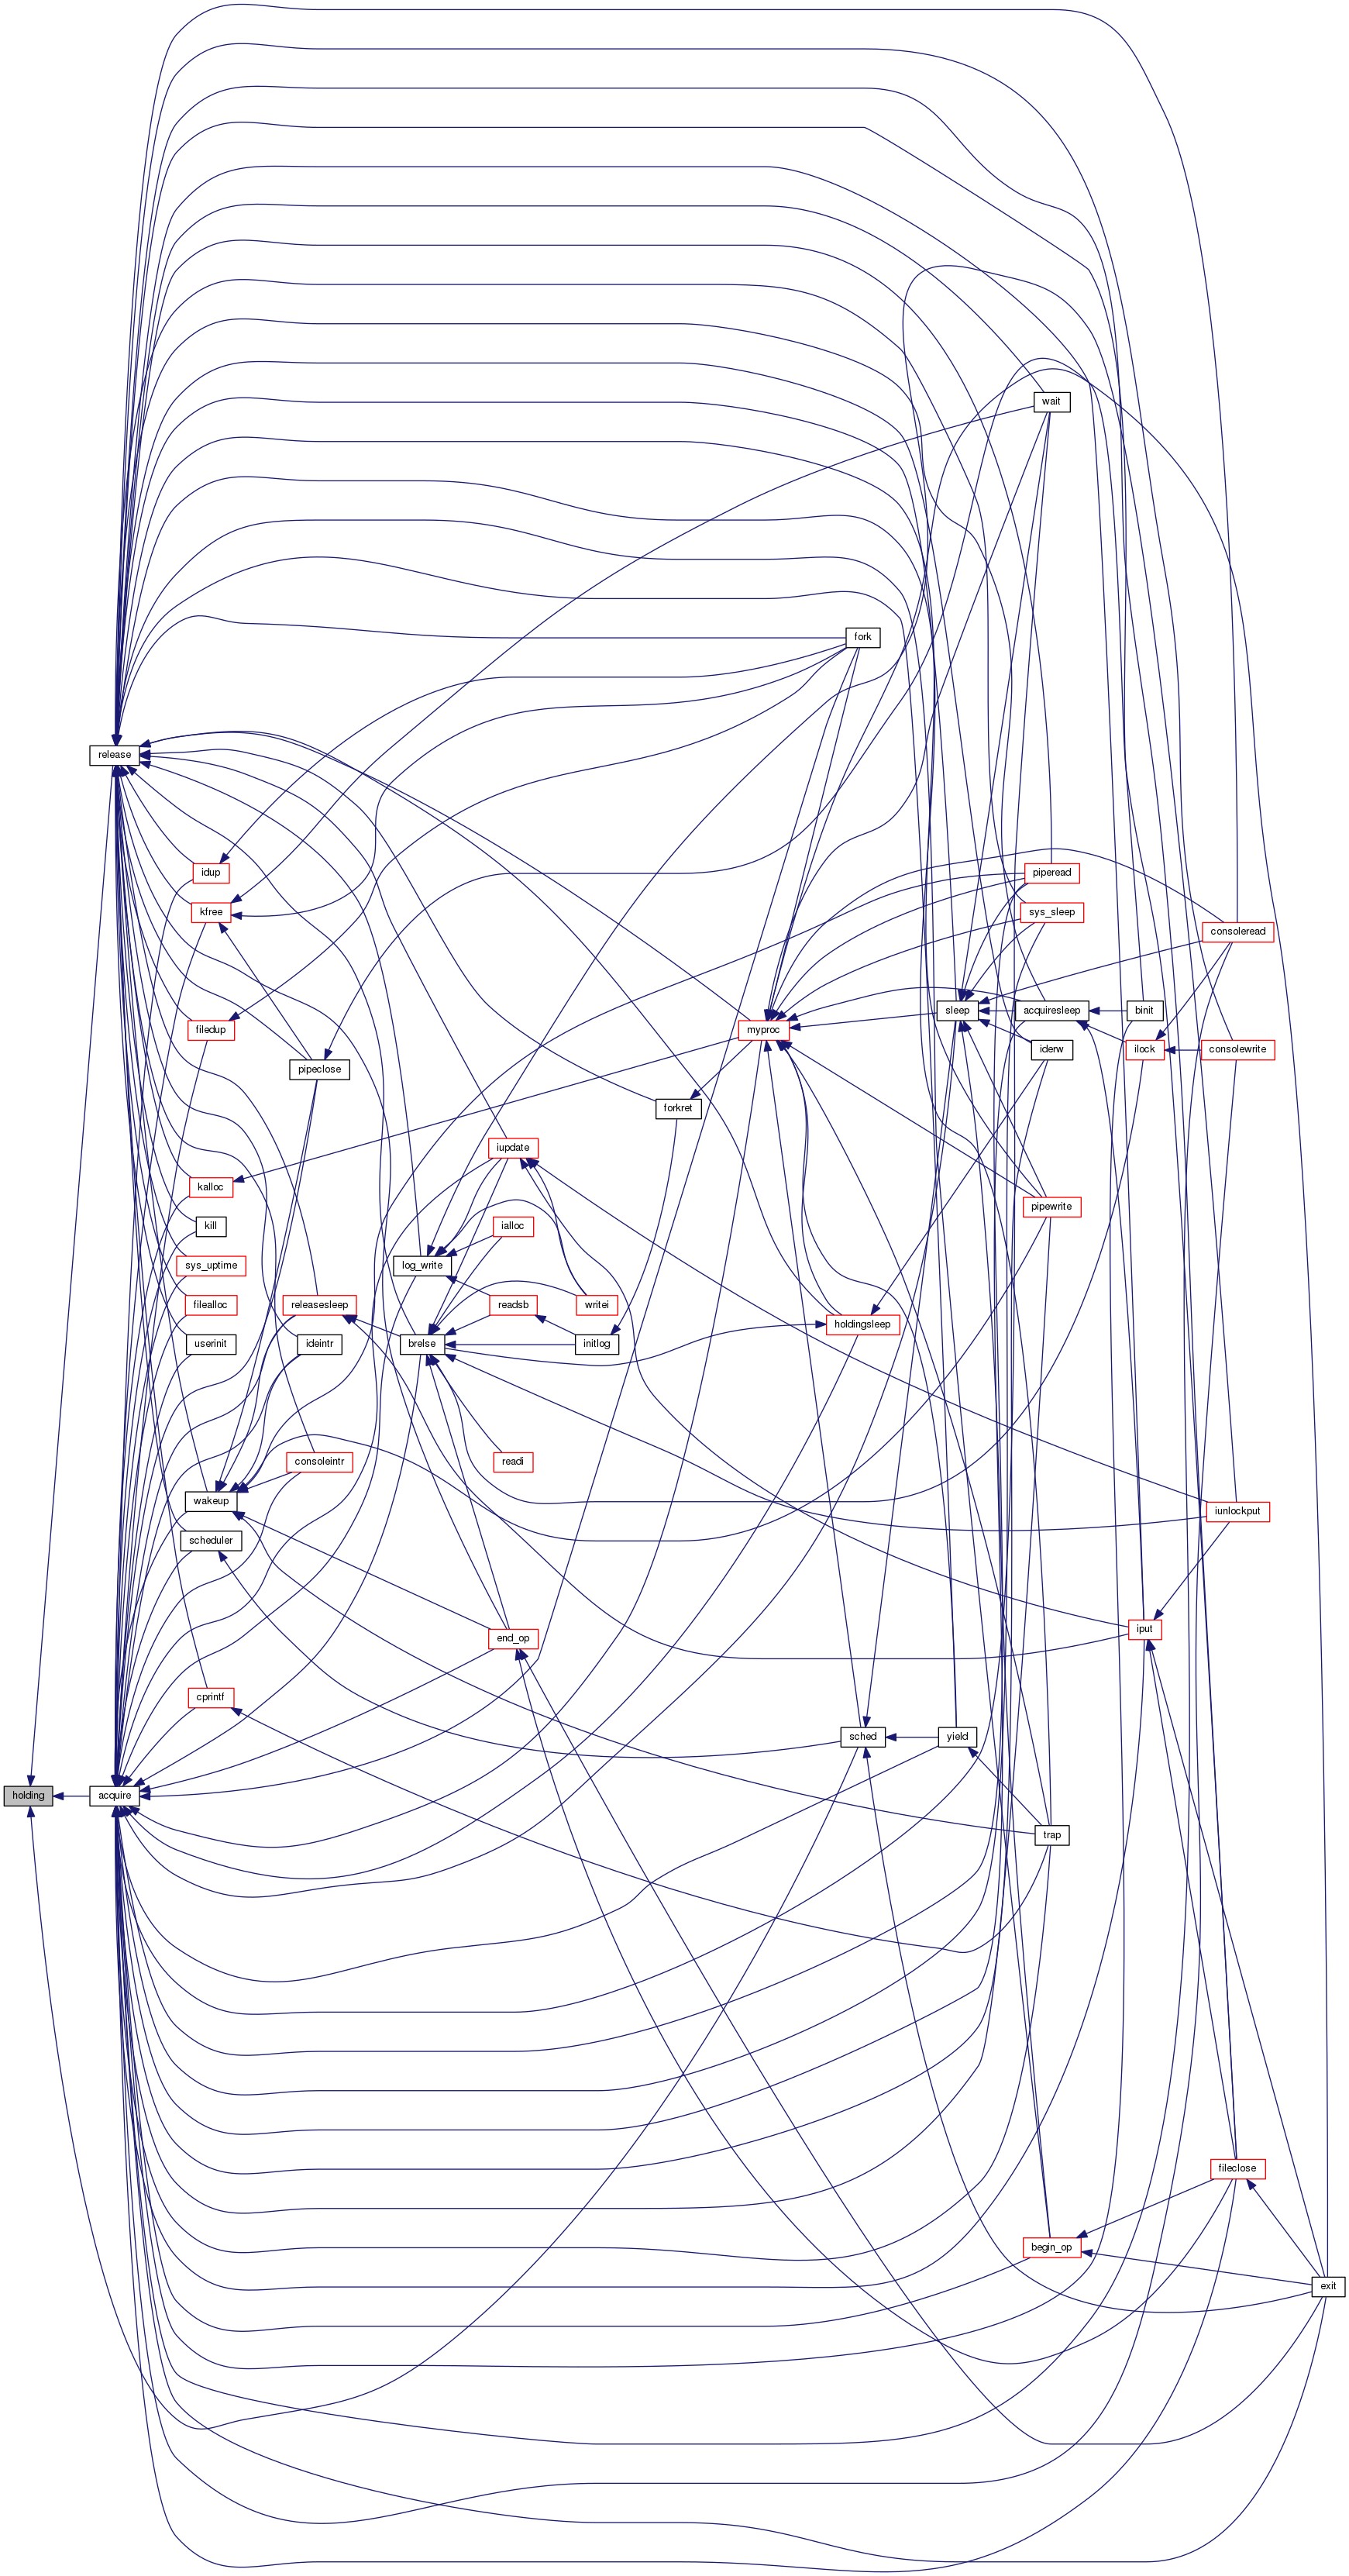 wait
fork
release
idup
piperead
kfree
sys_sleep
consoleread
sleep
acquiresleep
binit
filedup
myproc
iderw
ilock
consolewrite
pipeclose
forkret
iupdate
kalloc
pipewrite
kill
ialloc
sys_uptime
log_write
filealloc
releasesleep
readsb
writei
holdingsleep
userinit
ideintr
brelse
initlog
consoleintr
readi
wakeup
iunlockput
scheduler
end_op
iput
cprintf
sched
yield
holding
acquire
trap
fileclose
begin_op
exit